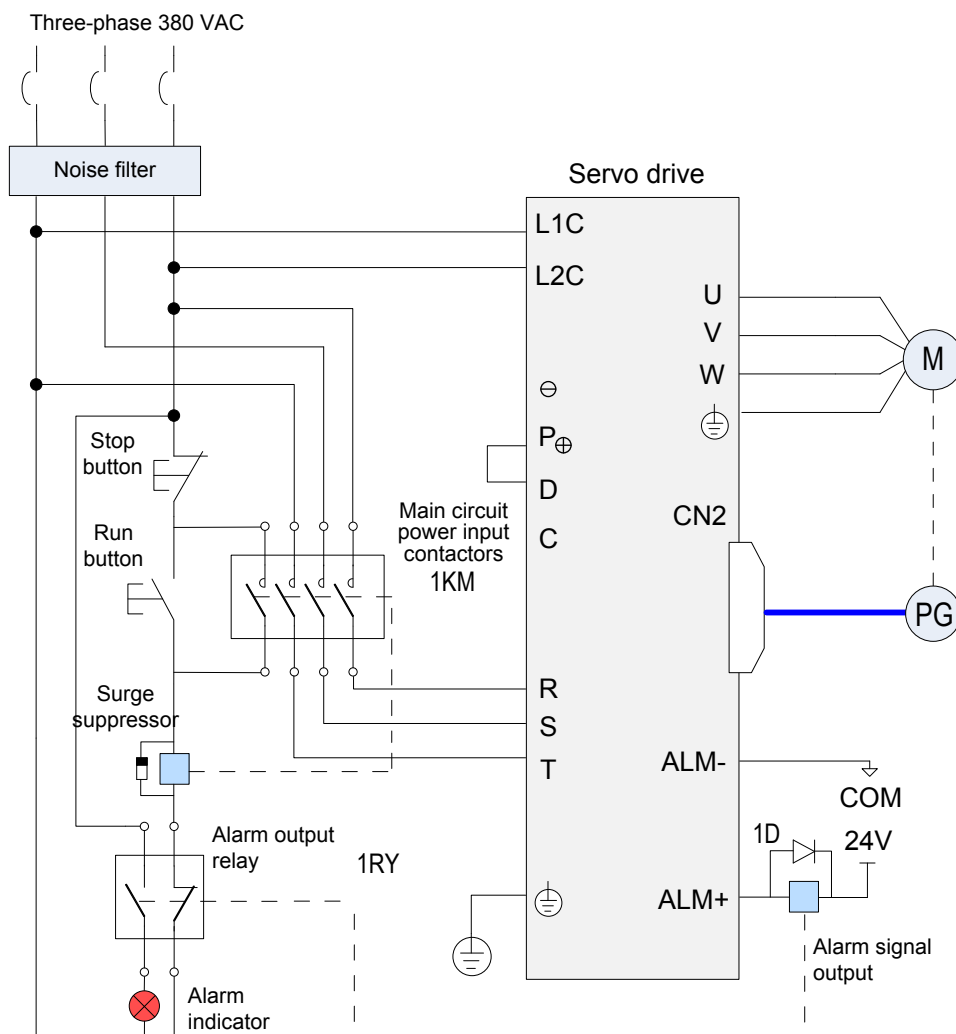 Three-phase 380 VAC
Noise filter
Servo drive
L1C
L2C
U
V
W
M
P
D
C
Stop
button
Run
button
Main circuit
power input
contactors
1KM
CN2
PG
Surge
suppressor
R
S
T
ALM-
COM
Alarm output
relay
1RY
1D
24V
ALM+
Alarm signal
output
Alarm
indicator